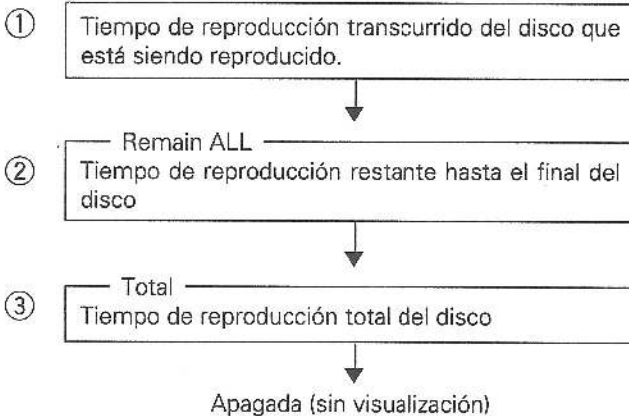 ① Tiempo de reproducción transcurrido del disco que
está siendo reproducido.
Remain ALL
② Tiempo de reproducción restante hasta el final del
disco
Total
③ Tiempo de reproducción total del disco
Apagada (sin visualización)